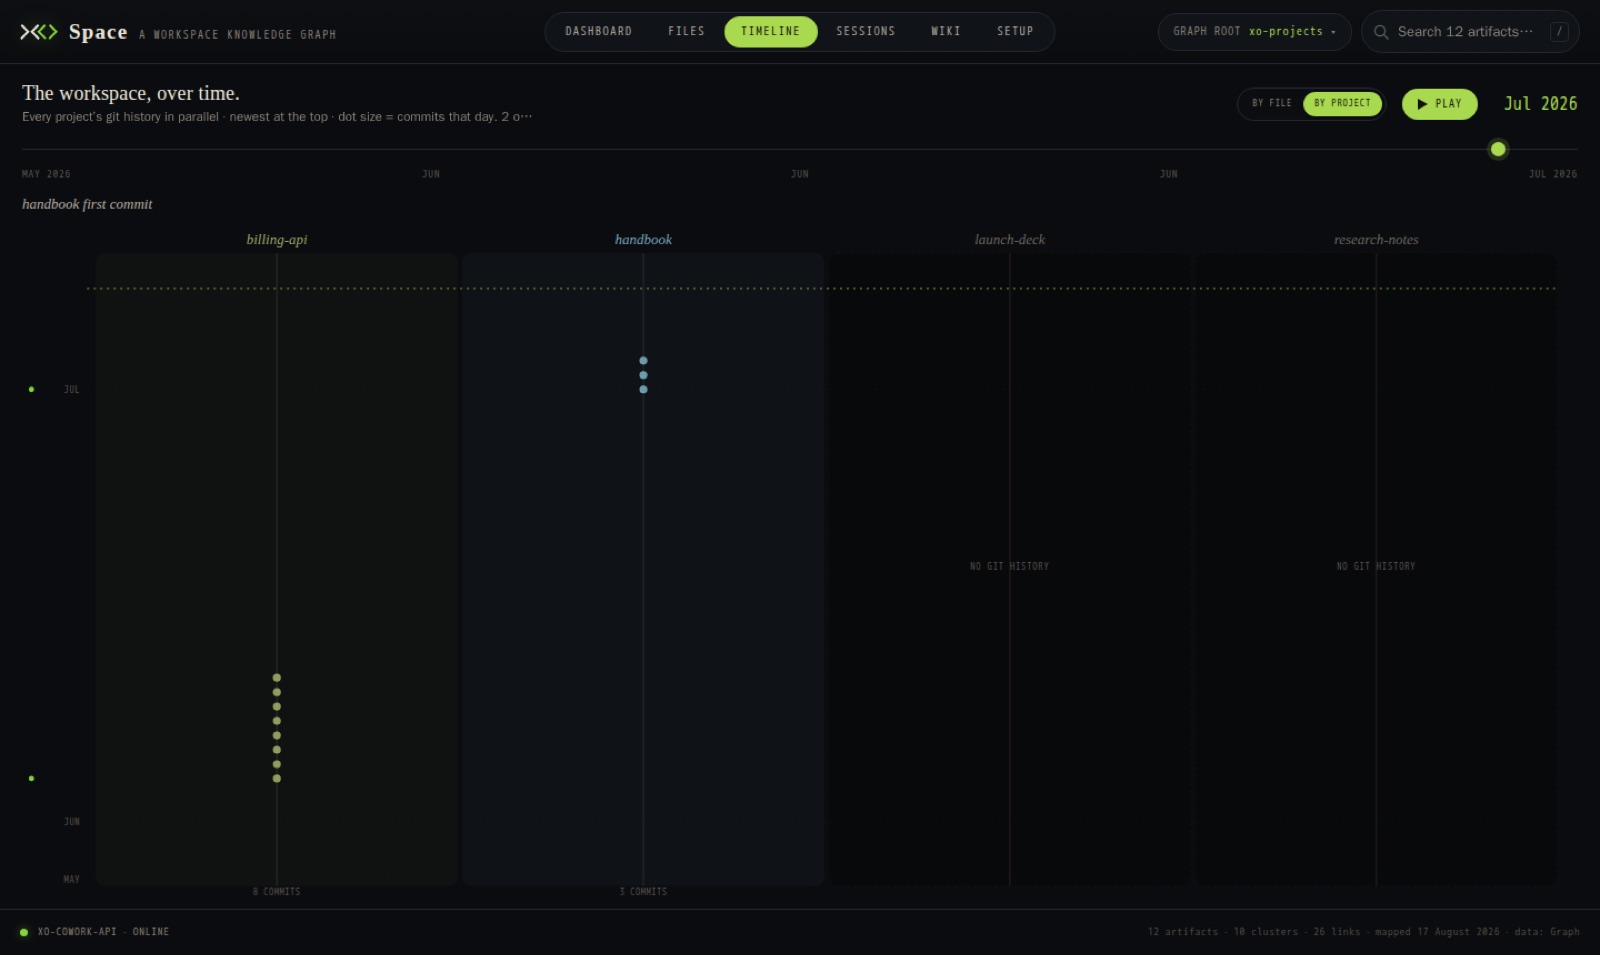 Space A WORKSPACE KNOWLEDGE GRAPH
DASHBOARD FILES TIMELINE SESSIONS WIKI SETUP
GRAPH ROOT xo-projects
Search 12 artifacts··· /
The workspace, over time.
Every project's git history in parallel · newest at the top · dot size = commits that day. 2 o···
BY FILE BY PROJECT
PLAY
Jul 2026
MAY 2026 JUN JUN JUN JUL 2026
handbook first commit
billing-api handbook launch-deck research-notes
JUL
NO GIT HISTORY NO GIT HISTORY
JUN
MAY
8 COMMITS 3 COMMITS
XO-COWORK-API · ONLINE
12 artifacts · 10 clusters · 26 links · mapped 17 August 2026 · data: Graph